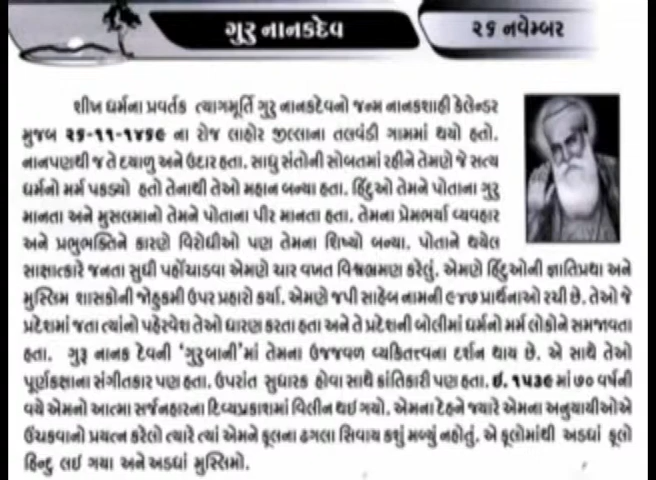 ગુરુ નાનકદેવ
૨૬ નવેમ્બર
શીખ ધર્મના પ્રવર્તક ત્યાગમૂર્તિ ગુરુ નાનકદેવનો જન્મ નાનકશાહી કેલેન્ડર
મુજબ ૨૬-૧૧-૧૪૬૯ ના રોજ લાહોર જીલ્લાના તલવંડી ગામમાં થયો હતો.
નાનપણથી જ તે દયાળુ અને ઉદાર હતા. સાધુ સંતોની સોબતમાં રહીને તેમણે જે સત્ય
ધર્મનો મર્મ પકડ્યો હતો તેનાથી તેઓ મહાન બન્યા હતા. હિંદુઓ તેમને પોતાના ગુરુ
માનતા અને મુસલમાનો તેમને પોતાના પીર માનતા હતા. તેમના પ્રેમભર્યા વ્યવહાર
અને પ્રભુભક્તિને કારણે વિરોધીઓ પણ તેમના શિષ્યો બન્યા. પોતાને થયેલ
સાક્ષાત્કારે જનતા સુધી પહોંચાડવા એમણે ચાર વખત વિશ્વભ્રમણ કરેલું. એમણે હિંદુઓની જ્ઞાતિપ્રથા અને
મુસ્લિમ શાસકોની જોહુકમી ઉપર પ્રહારો કર્યા. એમણે જપી સાહેબ નામની ૯૪૭ પ્રાર્થનાઓ રચી છે. તેઓ જે
પ્રદેશમાં જતા ત્યાંનો પહેરવેશ તેઓ ધારણ કરતા હતા અને તે પ્રદેશની બોલીમાં ધર્મનો મર્મ લોકોને સમજાવતા
હતા. ગુરુ નાનક દેવની 'ગુરુબાની'માં તેમના ઉજજવળ વ્યકિતત્ત્વના દર્શન થાય છે. એ સાથે તેઓ
પૂર્ણકક્ષાના સંગીતકાર પણ હતા. ઉપરાંત સુધારક હોવા સાથે ક્રાંતિકારી પણ હતા. ઇ. ૧૫૩૯ માં ૭૦ વર્ષની
વયે એમનો આત્મા સર્જનહારના દિવ્યપ્રકાશમાં વિલીન થઈ ગયો. એમના દેહને જ્યારે એમના અનુયાયીઓએ
ઉંચકવાનો પ્રયત્ન કરેલો ત્યારે ત્યાં એમને ફૂલના ઢગલા સિવાય કશું મળ્યું નહોતું. એ ફૂલોમાંથી અડધાં ફૂલો
હિન્દુ લઈ ગયા અને અડધાં મુસ્લિમો.